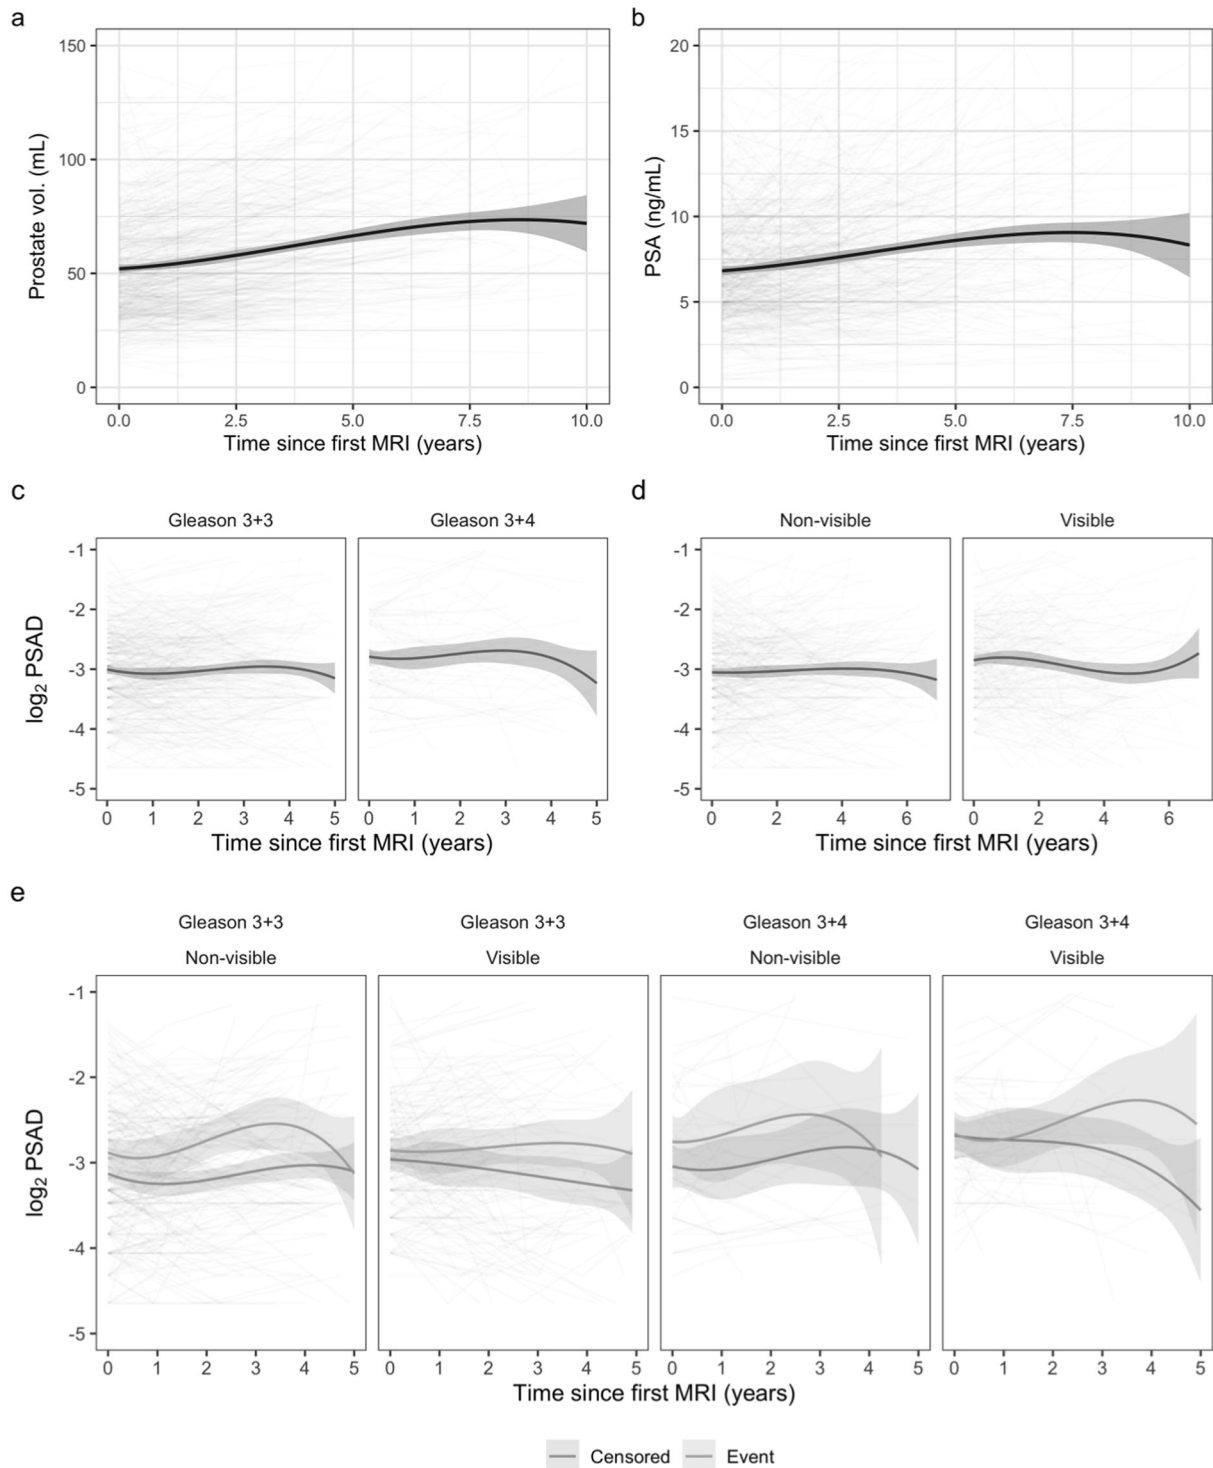 a
b
150
100
50
0
Prostate vol. (mL)
0.0 2.5 5.0 7.5 10.0
Time since first MRI (years)
20
15
10
5
0
PSA (ng/mL)
0.0 2.5 5.0 7.5 10.0
Time since first MRI (years)
c
d
Gleason 3+3 Gleason 3+4
-1
-2
-3
-4
-5
log2 PSAD
0 1 2 3 4 5 0 1 2 3 4 5
Time since first MRI (years)
Non-visible Visible
-1
-2
-3
-4
-5
0 2 4 6 0 2 4 6
Time since first MRI (years)
e
Gleason 3+3 Gleason 3+3 Gleason 3+4 Gleason 3+4
Non-visible Visible Non-visible Visible
-1
-2
-3
-4
-5
log2 PSAD
0 1 2 3 4 5 0 1 2 3 4 5 0 1 2 3 4 5 0 1 2 3 4 5
Time since first MRI (years)
Censored Event